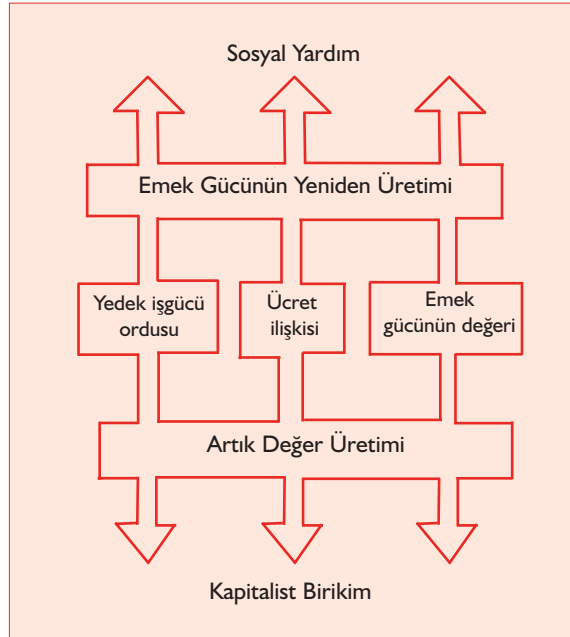 Sosyal Yardım
Emek Gücünün Yeniden Üretimi
Yedek işgücü
ordusu
Ücret
ilişkisi
Emek
gücünün değeri
Artık Değer Üretimi
Kapitalist Birikim